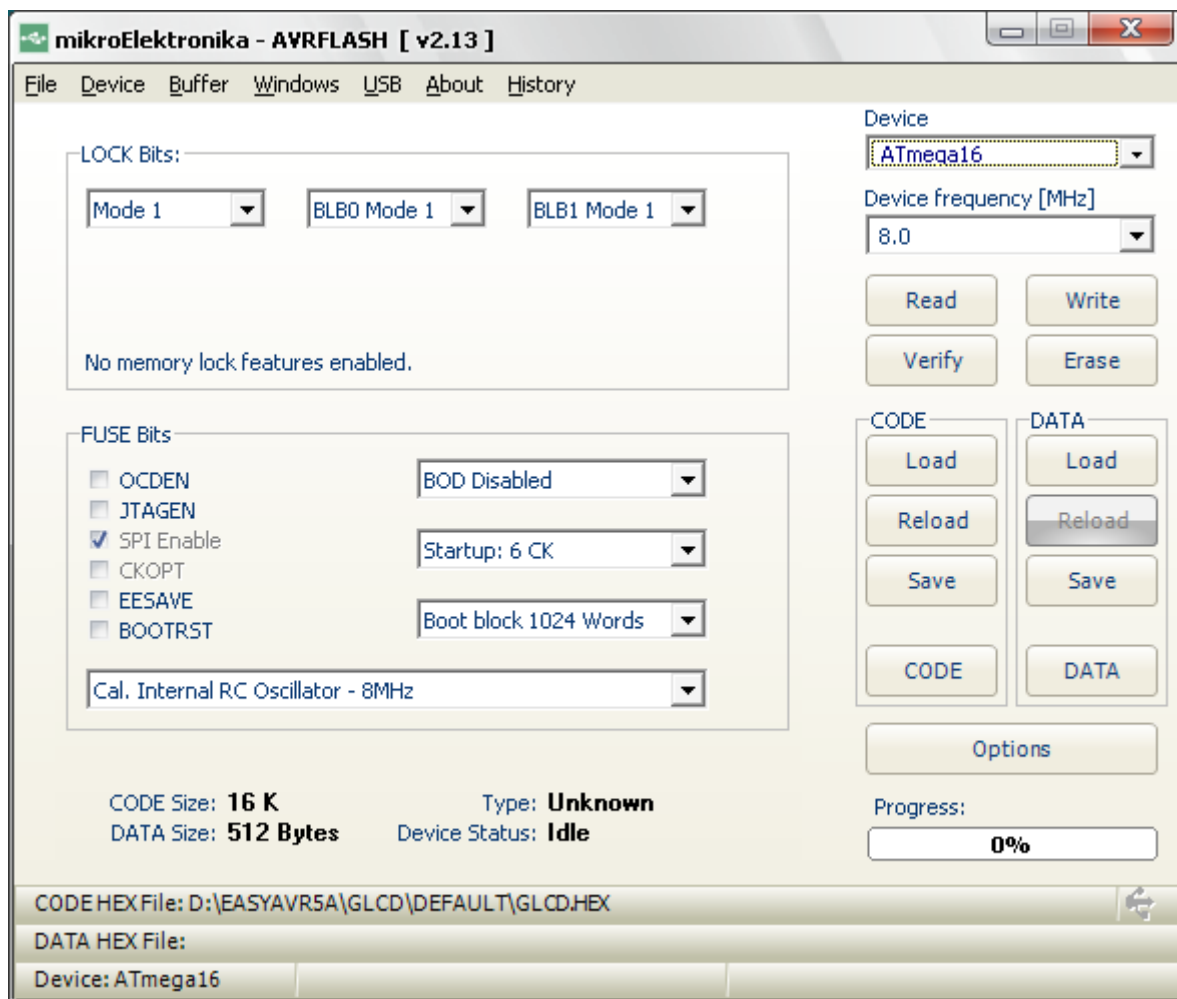 mikroElektronika - AVRFLASH [ v2.13 ]
File Device Buffer Windows USB About History
LOCK Bits:
Mode 1 BLB0 Mode 1 BLB1 Mode 1
No memory lock features enabled.
FUSE Bits
OCDEN
JTAGEN
SPI Enable
CKOPT
EESAVE
BOOTRST
BOD Disabled
Startup: 6 CK
Boot block 1024 Words
Cal. Internal RC Oscillator - 8MHz
CODE Size: 16 K
DATA Size: 512 Bytes
Type: Unknown
Device Status: Idle
Device
ATmega16
Device frequency [MHz]
8.0
Read Write
Verify Erase
CODE
Load
Reload
Save
CODE
DATA
Load
Reload
Save
DATA
Options
Progress:
0%
CODE HEX File: D:\EASYAVR5A\GLCD\DEFAULT\GLCD.HEX
DATA HEX File:
Device: ATmega16